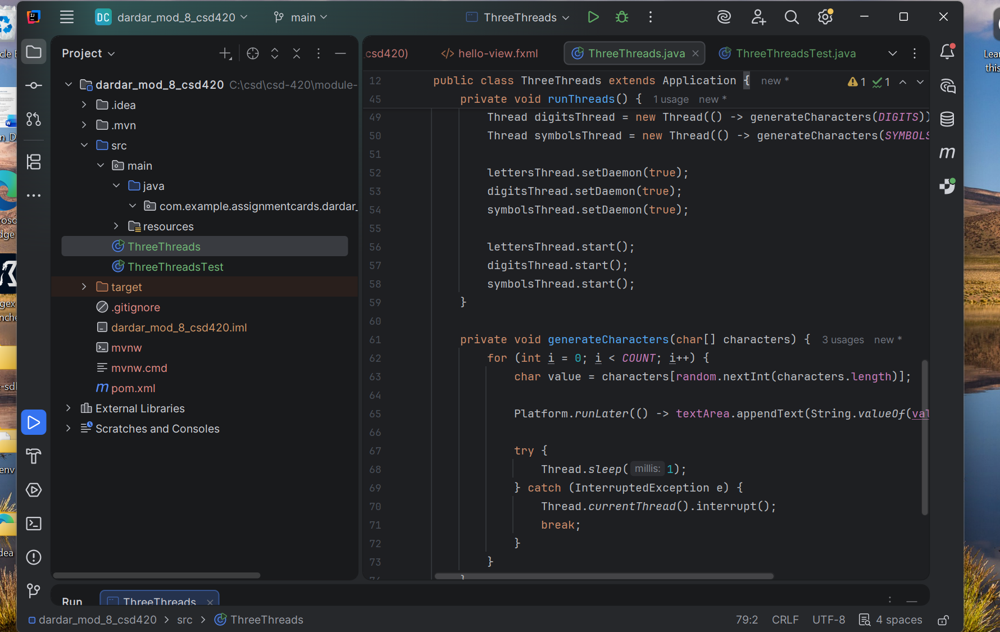 DC dardar_mod_8_csd420 main ThreeThreads
Project
.csd420) hello-view.fxml ThreeThreads.java ThreeThreadsTest.java
dardar_mod_8_csd420 C:\csd\csd-420\module-
.idea
.mvn
src
main
java
com.example.assignmentcards.dardar_
resources
ThreeThreads
ThreeThreadsTest
target
.gitignore
dardar_mod_8_csd420.iml
mvnw
mvnw.cmd
m pom.xml
External Libraries
Scratches and Consoles
12 public class ThreeThreads extends Application { new * 1 1
45 private void runThreads() { 1 usage new *
49 Thread digitsThread = new Thread(() -> generateCharacters(DIGITS))
50 Thread symbolsThread = new Thread(() -> generateCharacters(SYMBOLS
51
52 lettersThread.setDaemon(true);
53 digitsThread.setDaemon(true);
54 symbolsThread.setDaemon(true);
55
56 lettersThread.start();
57 digitsThread.start();
58 symbolsThread.start();
59 }
60
61 private void generateCharacters(char[] characters) { 3 usages new *
62 for (int i = 0; i < COUNT; i++) {
63 char value = characters[random.nextInt(characters.length)];
64
65 Platform.runLater(() -> textArea.appendText(String.valueOf(val
66
67 try {
68 Thread.sleep( millis: 1);
69 } catch (InterruptedException e) {
70 Thread.currentThread().interrupt();
71 break;
72 }
73 }
m
Run ThreeThreads
dardar_mod_8_csd420 > src > ThreeThreads 79:2 CRLF UTF-8 4 spaces
cle
n_D
t-sdl
env
dea
Lear
this